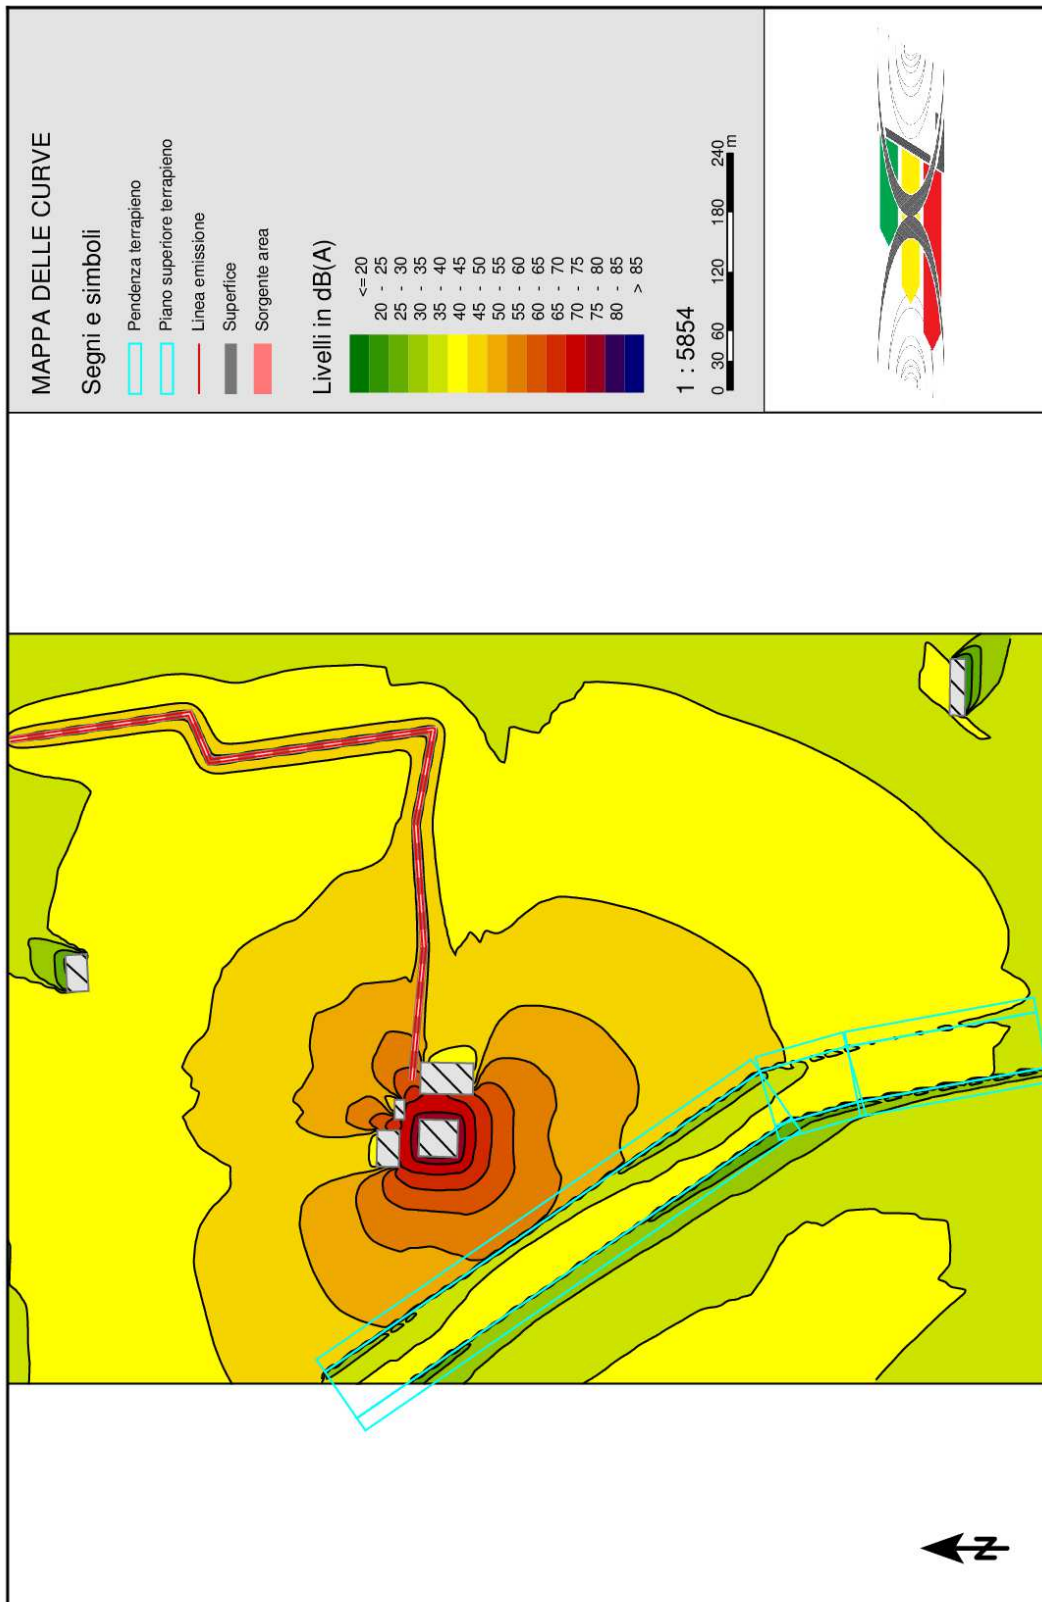 MAPPA DELLE CURVE
Segni e simboli
Pendenza terrapieno
Piano superiore terrapieno
Linea emissione
Superfice
Sorgente area
Livelli in dB(A)
<=20
20 - 25
25 - 30
30 - 35
35 - 40
40 - 45
45 - 50
50 - 55
55 - 60
60 - 65
65 - 70
70 - 75
75 - 80
80 - 85
> 85
1 : 5854
0 30 60 120 180 240 m
N